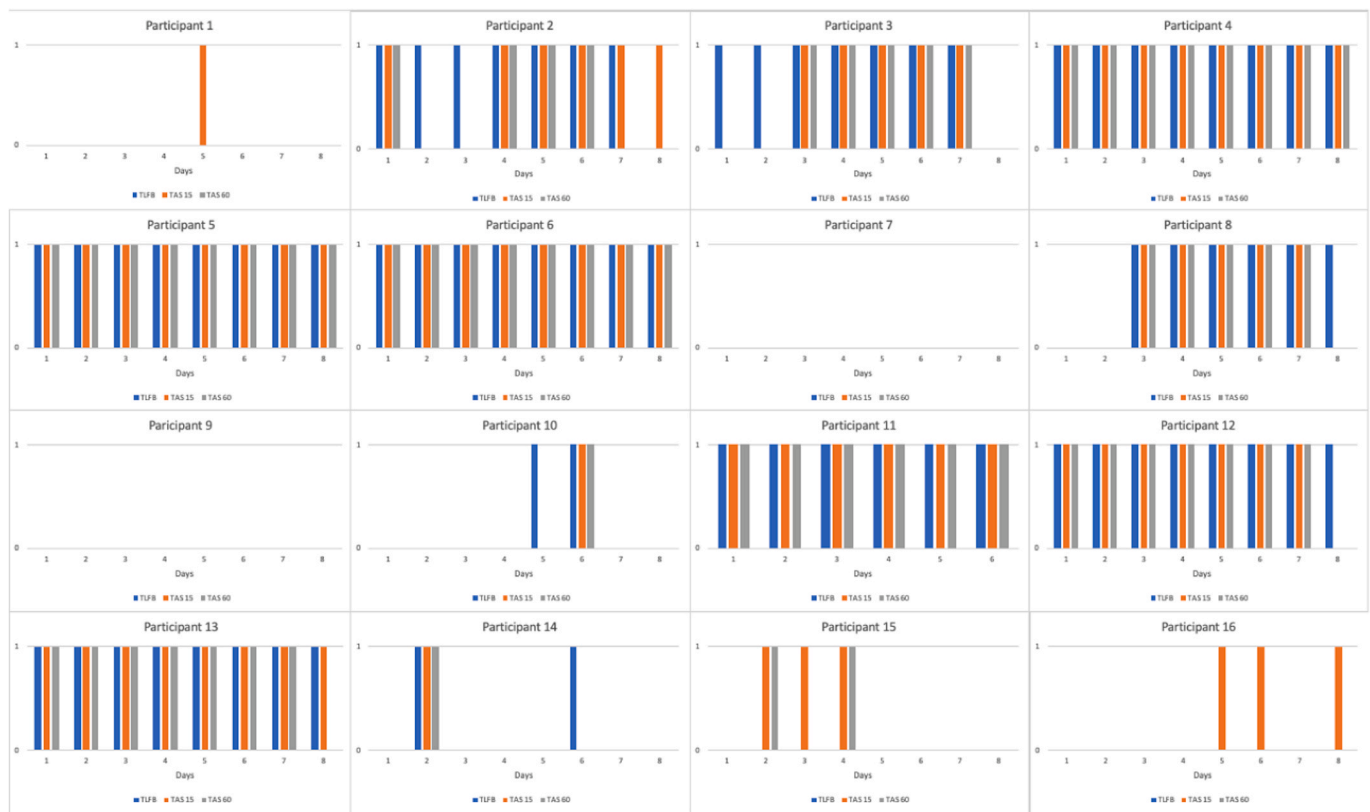 Participant 1
1
0
1 2 3 4 5 6 7 8
Days
TLFB TAS 15 TAS 60
Participant 2
1
0
1 2 3 4 5 6 7 8
Days
TLFB TAS 15 TAS 60
Participant 3
1
0
1 2 3 4 5 6 7 8
Days
TLFB TAS 15 TAS 60
Participant 4
1
0
1 2 3 4 5 6 7 8
Days
TLFB TAS 15 TAS 60
Participant 5
1
0
1 2 3 4 5 6 7 8
Days
TLFB TAS 15 TAS 60
Participant 6
1
0
1 2 3 4 5 6 7 8
Days
TLFB TAS 15 TAS 60
Participant 7
1
0
1 2 3 4 5 6 7 8
Days
TLFB TAS 15 TAS 60
Participant 8
1
0
1 2 3 4 5 6 7 8
Days
TLFB TAS 15 TAS 60
Paricipant 9
1
0
1 2 3 4 5 6 7 8
Days
TLFB TAS 15 TAS 60
Participant 10
1
0
1 2 3 4 5 6 7 8
Days
TLFB TAS 15 TAS 60
Participant 11
1
0
1 2 3 4 5 6
Days
TLFB TAS 15 TAS 60
Participant 12
1
0
1 2 3 4 5 6 7 8
Days
TLFB TAS 15 TAS 60
Participant 13
1
0
1 2 3 4 5 6 7 8
Days
TLFB TAS 15 TAS 60
Participant 14
1
0
1 2 3 4 5 6 7 8
Days
TLFB TAS 15 TAS 60
Participant 15
1
0
1 2 3 4 5 6 7 8
Days
TLFB TAS 15 TAS 60
Participant 16
1
0
1 2 3 4 5 6 7 8
Days
TLFB TAS 15 TAS 60